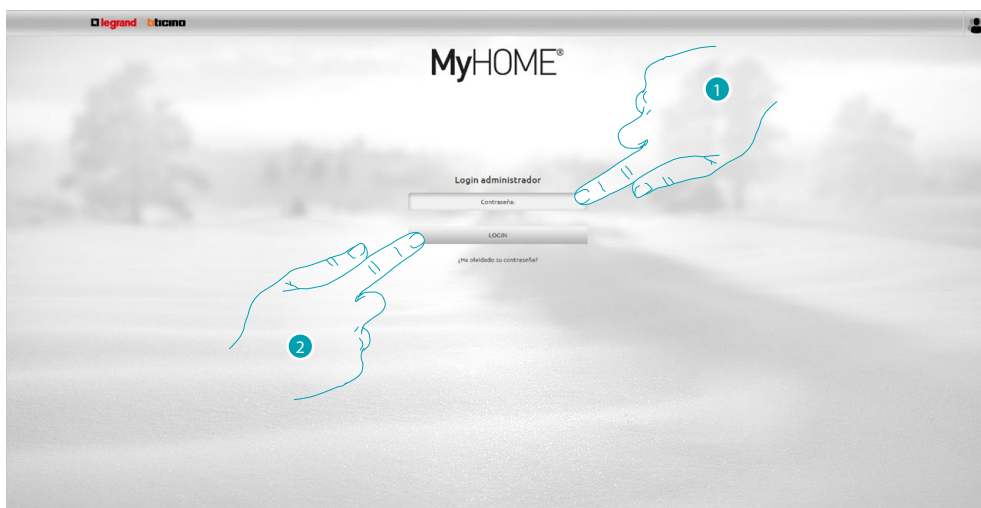 legrand bticino
MyHOME®
1
Login administrador
Contraseña:
LOGIN
¿Ha olvidado su contraseña?
2